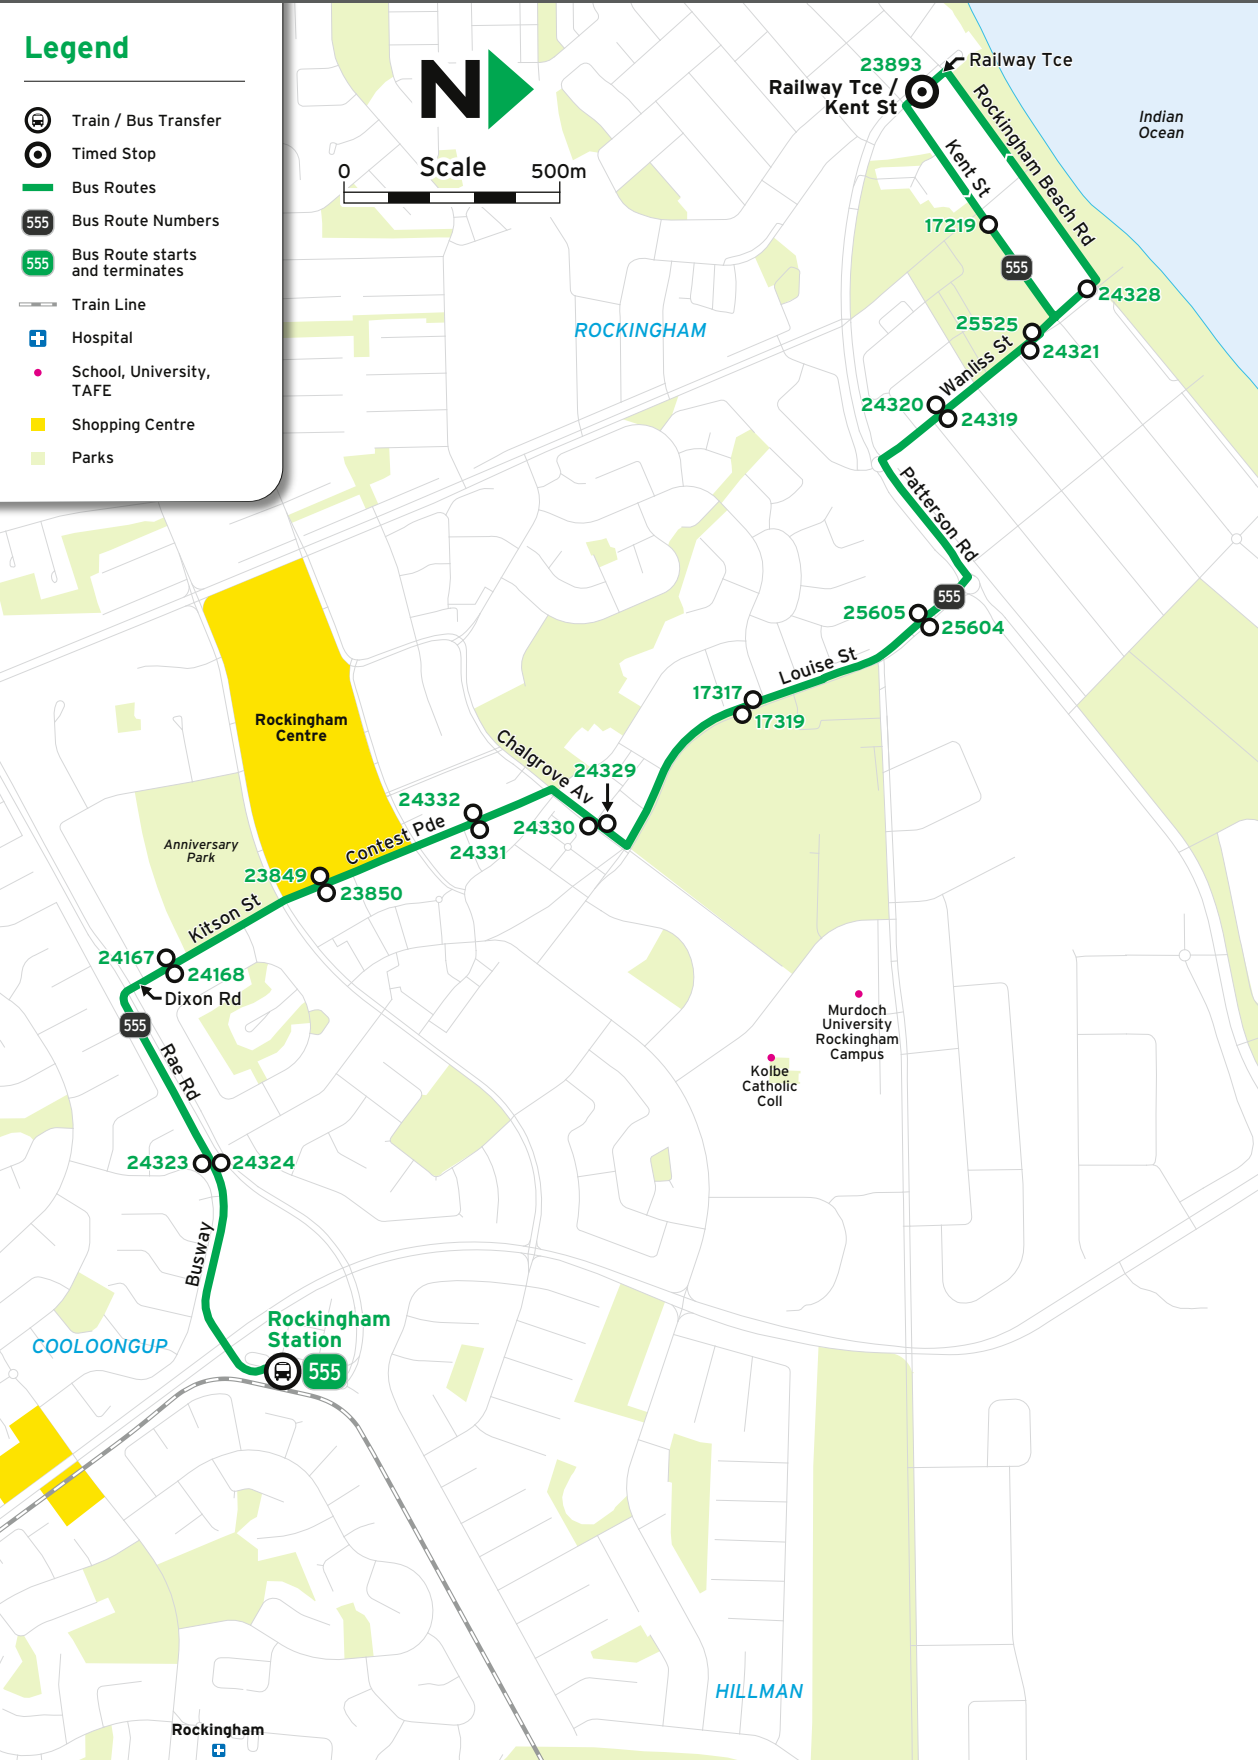 Legend
Train / Bus Transfer
Timed Stop
Bus Routes
555
Bus Route Numbers
555
Bus Route starts
and terminates
Train Line
Hospital
School, University,
TAFE
Shopping Centre
Parks
N
Scale
0
500m
23893
Railway Tce /
Kent St
Railway Tce
Rockingham Beach Rd
Indian
Ocean
Kent St
17219
555
24328
ROCKINGHAM
25525
24321
Wanliss St
24320
24319
Patterson Rd
555
25605
25604
Louise St
17317
17319
Rockingham
Centre
Chalgrove Av
24329
24330
24332
24331
Contest Pde
Anniversary
Park
23849
23850
Kitson St
24167
24168
Dixon Rd
555
Rae Rd
Murdoch
University
Rockingham
Campus
Kolbe
Catholic
Coll
24323
24324
Busway
Rockingham
Station
555
COOLOONGUP
HILLMAN
Rockingham